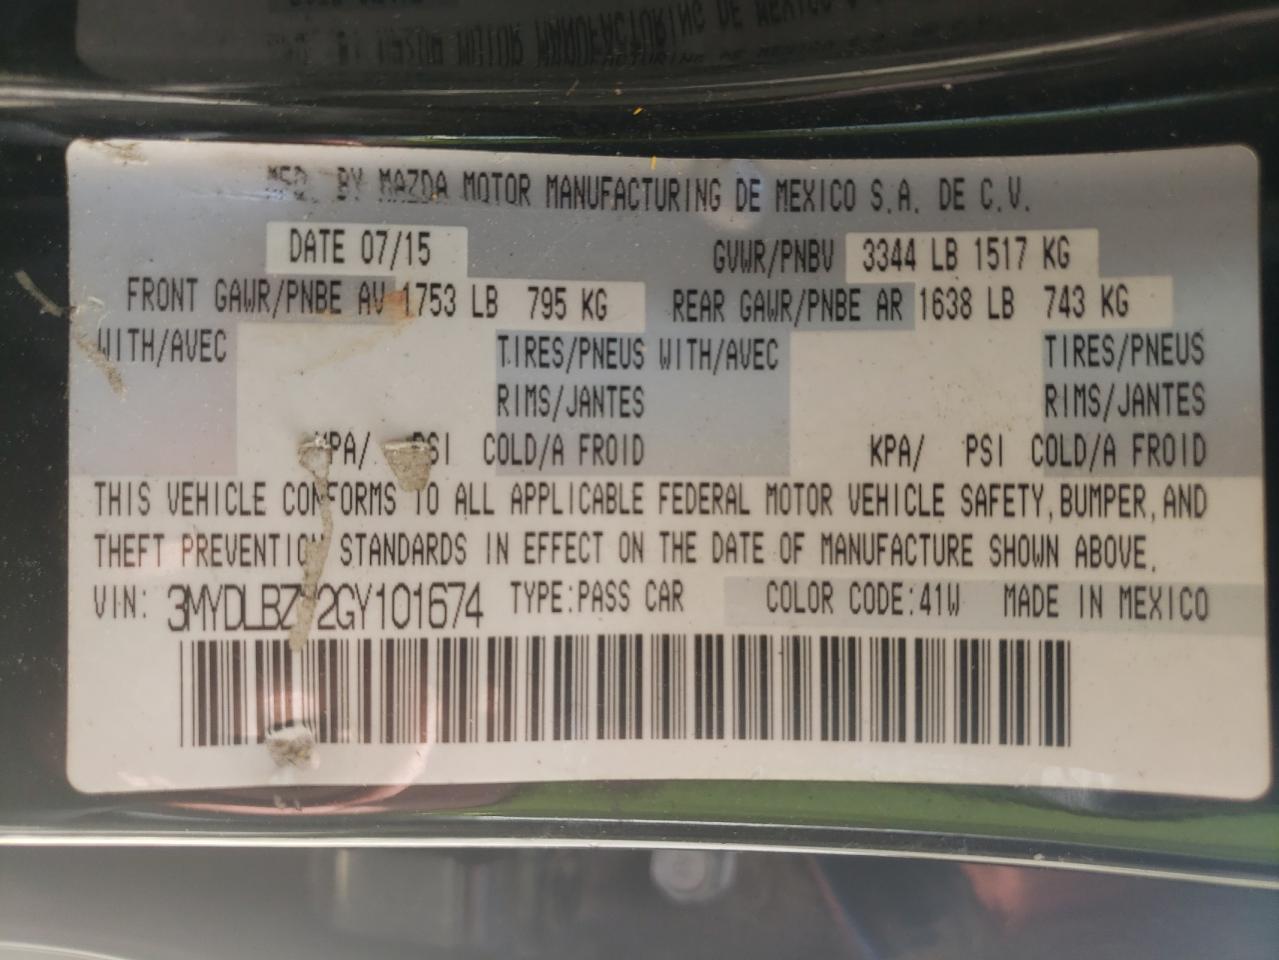 MFD. BY MAZDA MOTOR MANUFACTURING DE MEXICO S.A. DE C.V.
DATE 07/15 GVWR/PNBV 3344 LB 1517 KG
FRONT GAWR/PNBE AV 1753 LB 795 KG REAR GAWR/PNBE AR 1638 LB 743 KG
WITH/AVEC TIRES/PNEUS WITH/AVEC TIRES/PNEUS
RIMS/JANTES RIMS/JANTES
KPA/ PSI COLD/A FROID KPA/ PSI COLD/A FROID
THIS VEHICLE CONFORMS TO ALL APPLICABLE FEDERAL MOTOR VEHICLE SAFETY, BUMPER, AND
THEFT PREVENTION STANDARDS IN EFFECT ON THE DATE OF MANUFACTURE SHOWN ABOVE.
VIN: TYPE:PASS CAR COLOR CODE:41W MADE IN MEXICO